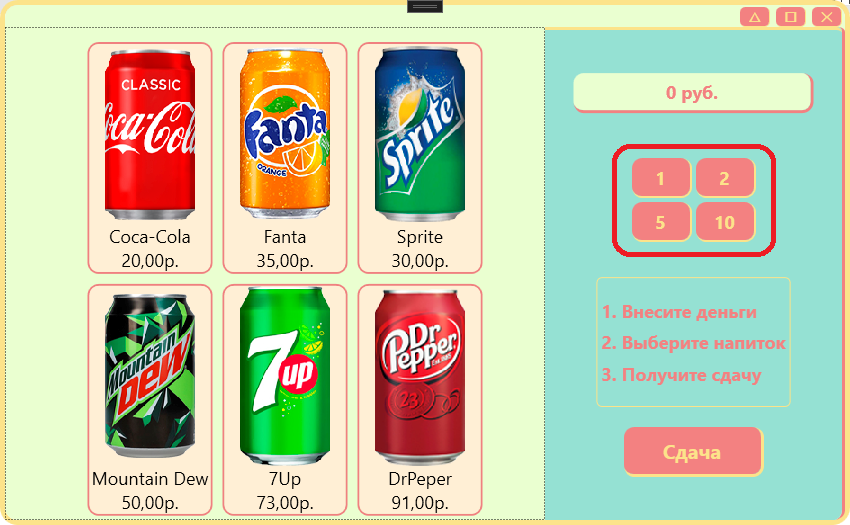 0 руб.
CLASSIC
Coca-Cola
Fanta
ORANGE
Sprite
1 2
5 10
Coca-Cola Fanta Sprite
20,00р. 35,00р. 30,00р.
1. Внесите деньги
2. Выберите напиток
3. Получите сдачу
Mountain
Dew
7up
Dr
Pepper
23
Сдача
Mountain Dew 7Up DrPeper
50,00р. 73,00р. 91,00р.